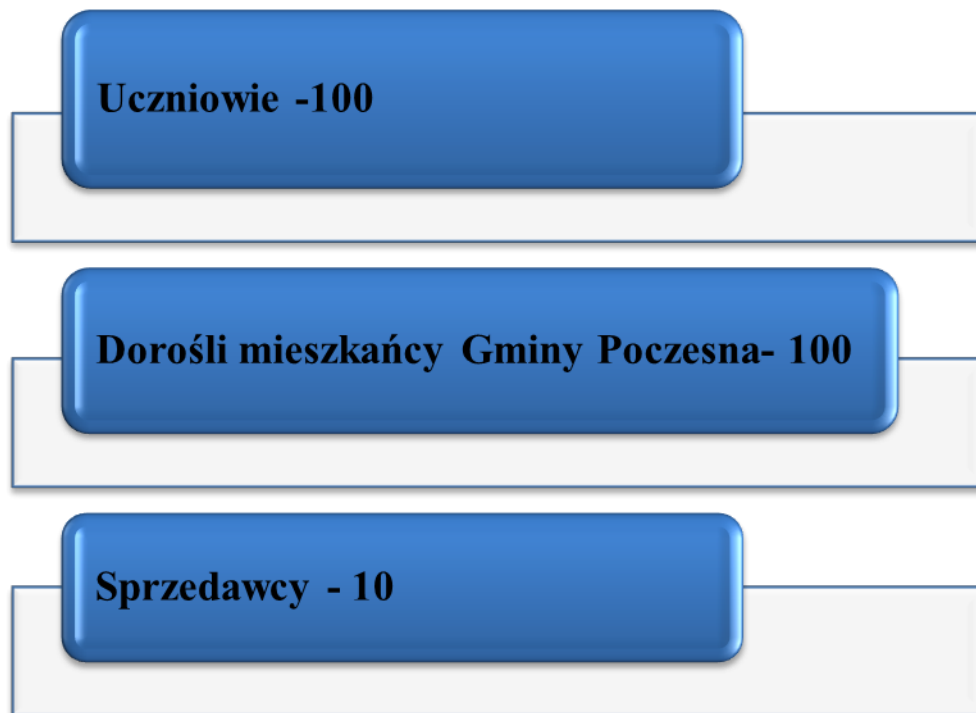 Uczniowie -100
Dorośli mieszkańcy Gminy Poczesna- 100
Sprzedawcy - 10